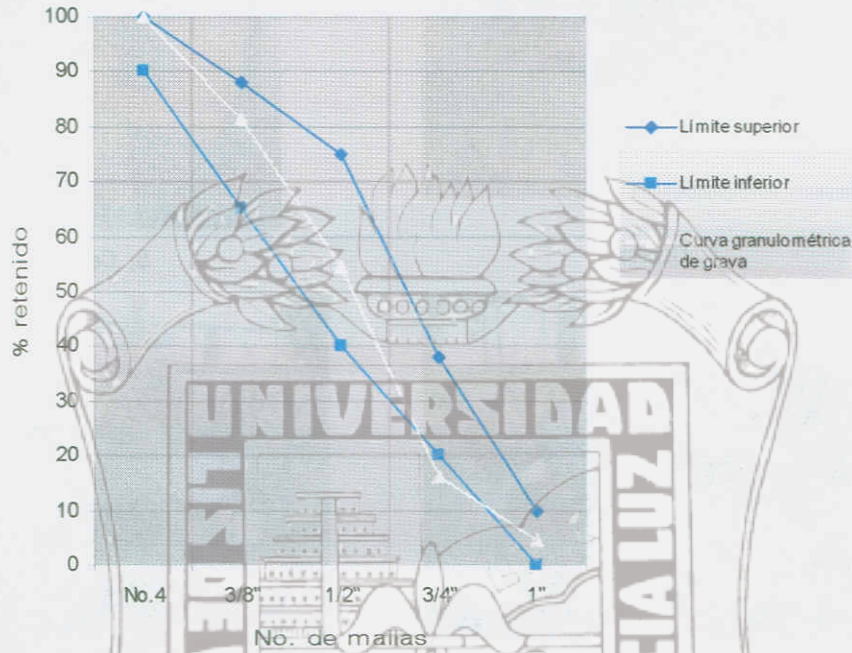 100
90
80
70
60
50
40
30
20
10
0
% retenido
No.4 3/8" 1/2" 3/4" 1"
No. de mallas
Límite superior
Límite inferior
Curva granulométrica
de grava
UNIVERSIDAD
LUZ